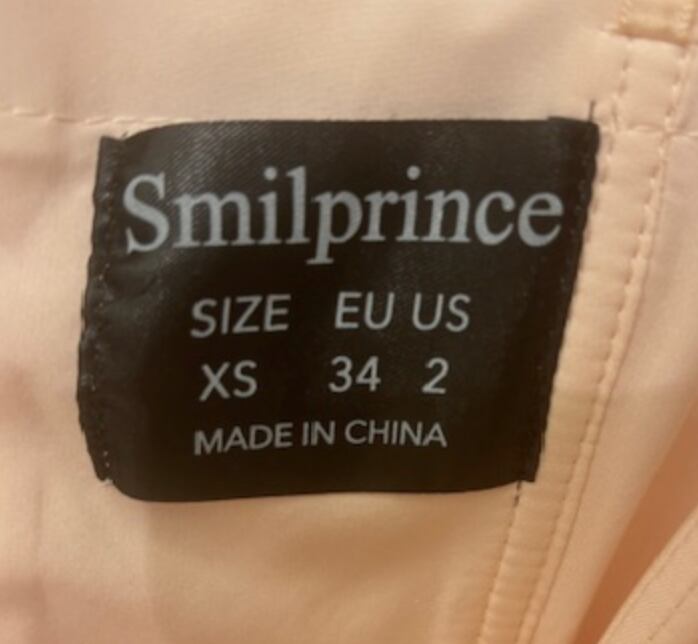 Smilprince
SIZE EU US
XS 34 2
MADE IN CHINA